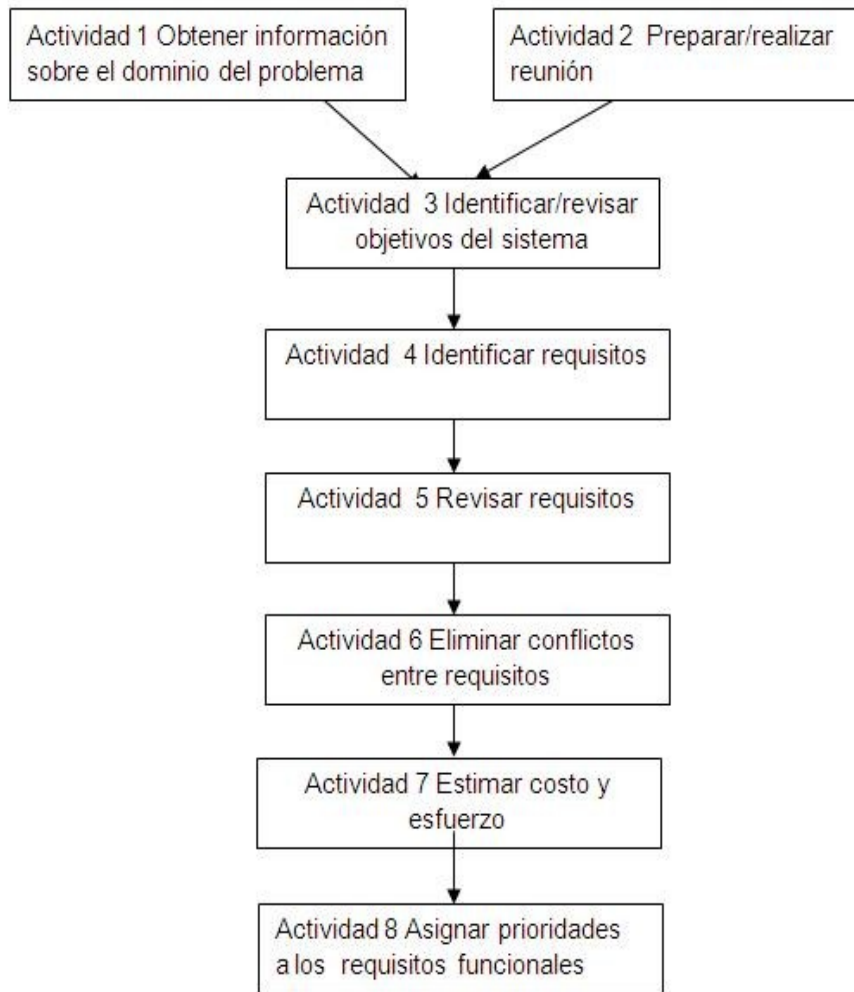 Actividad 1 Obtener información
sobre el dominio del problema
Actividad 2 Preparar/realizar
reunión
Actividad 3 Identificar/revisar
objetivos del sistema
Actividad 4 Identificar requisitos
Actividad 5 Revisar requisitos
Actividad 6 Eliminar conflictos
entre requisitos
Actividad 7 Estimar costo y
esfuerzo
Actividad 8 Asignar prioridades
a los requisitos funcionales